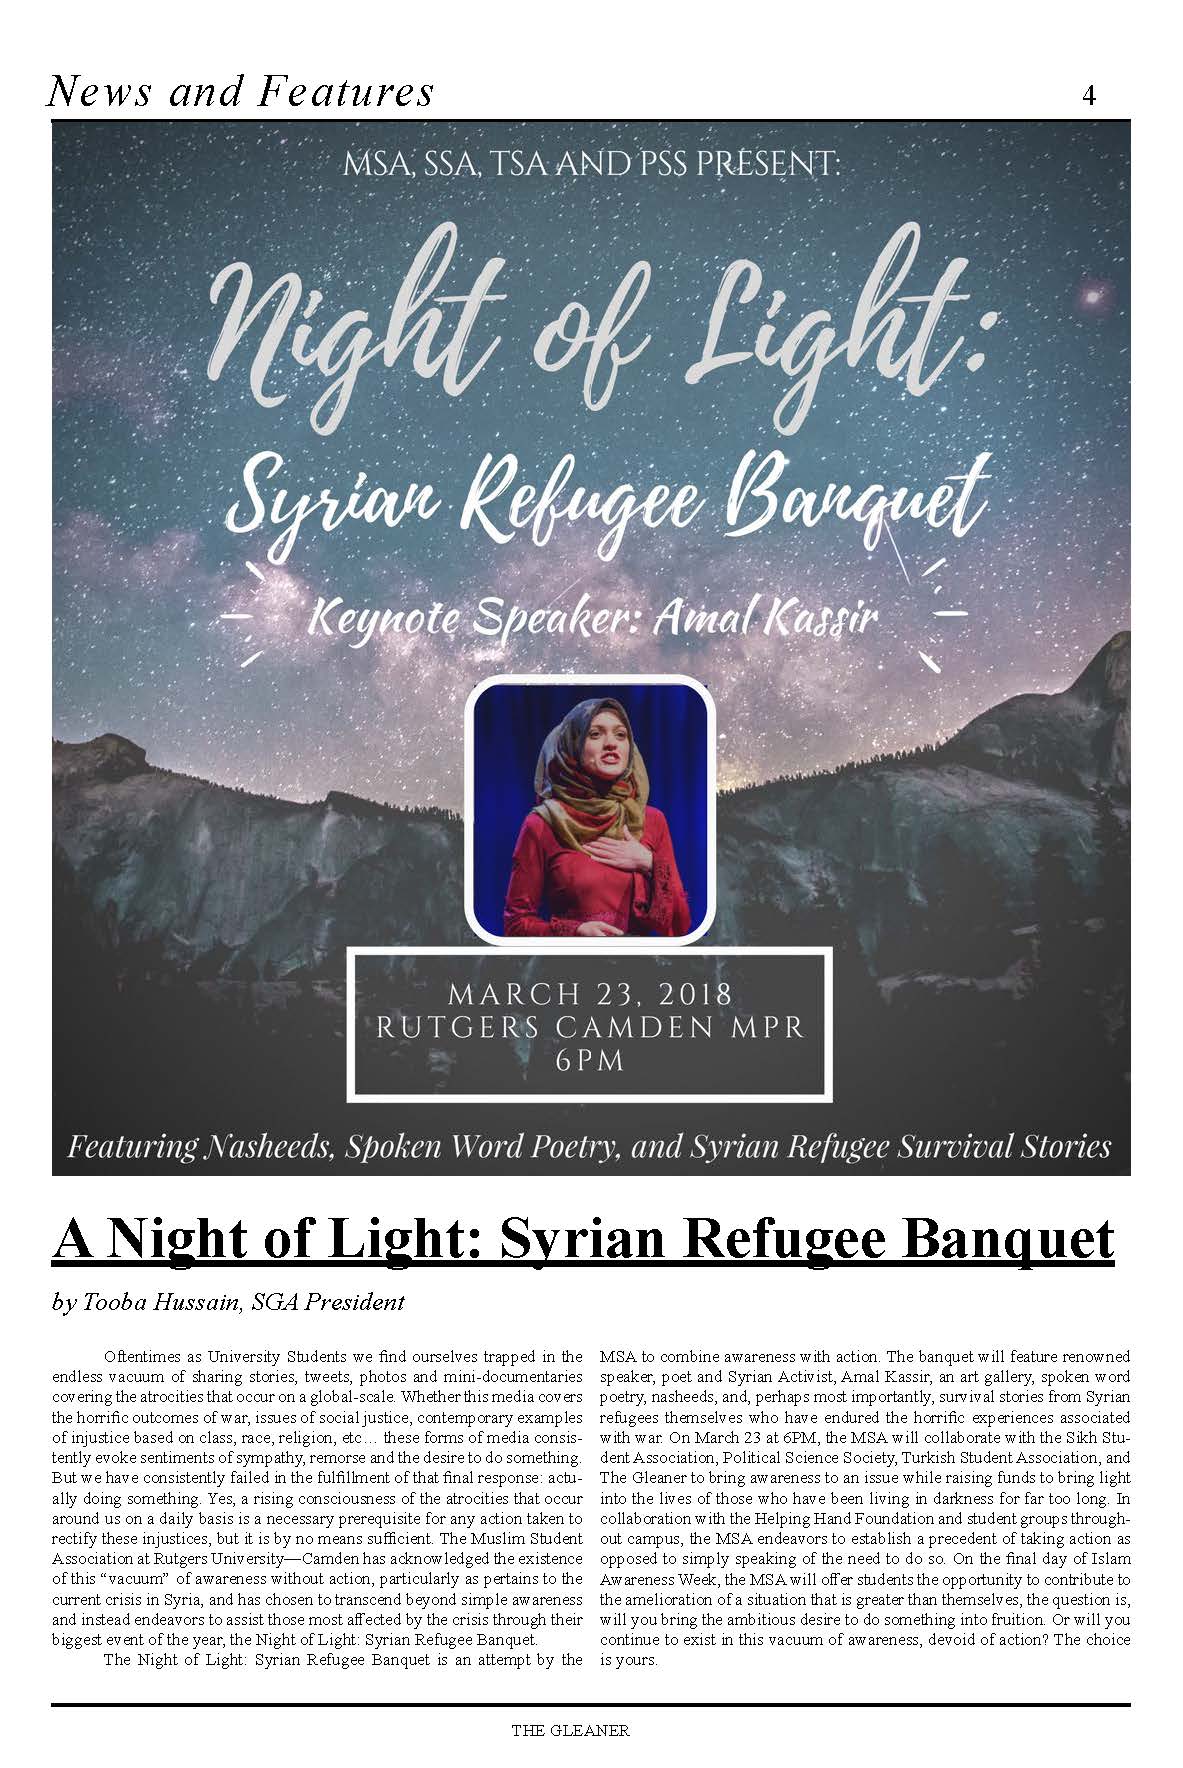 News and Features
4
MSA, SSA, TSA AND PSS PRESENT:
Night of Light:
Syrian Refugee Banquet
Keynote Speaker: Amal Kassir
MARCH 23, 2018
RUTGERS CAMDEN MPR
6PM
Featuring Nasheeds, Spoken Word Poetry, and Syrian Refugee Survival Stories
A Night of Light: Syrian Refugee Banquet
by Tooba Hussain, SGA President
Oftentimes as University Students we find ourselves trapped in the
endless vacuum of sharing stories, tweets, photos and mini-documentaries
covering the atrocities that occur on a global-scale. Whether this media covers
the horrific outcomes of war, issues of social justice, contemporary examples
of injustice based on class, race, religion, etc… these forms of media consis-
tently evoke sentiments of sympathy, remorse and the desire to do something.
But we have consistently failed in the fulfillment of that final response: actu-
ally doing something. Yes, a rising consciousness of the atrocities that occur
around us on a daily basis is a necessary prerequisite for any action taken to
rectify these injustices, but it is by no means sufficient. The Muslim Student
Association at Rutgers University—Camden has acknowledged the existence
of this “vacuum” of awareness without action, particularly as pertains to the
current crisis in Syria, and has chosen to transcend beyond simple awareness
and instead endeavors to assist those most affected by the crisis through their
biggest event of the year, the Night of Light: Syrian Refugee Banquet.
The Night of Light: Syrian Refugee Banquet is an attempt by the
MSA to combine awareness with action. The banquet will feature renowned
speaker, poet and Syrian Activist, Amal Kassir, an art gallery, spoken word
poetry, nasheeds, and, perhaps most importantly, survival stories from Syrian
refugees themselves who have endured the horrific experiences associated
with war. On March 23 at 6PM, the MSA will collaborate with the Sikh Stu-
dent Association, Political Science Society, Turkish Student Association, and
The Gleaner to bring awareness to an issue while raising funds to bring light
into the lives of those who have been living in darkness for far too long. In
collaboration with the Helping Hand Foundation and student groups through-
out campus, the MSA endeavors to establish a precedent of taking action as
opposed to simply speaking of the need to do so. On the final day of Islam
Awareness Week, the MSA will offer students the opportunity to contribute to
the amelioration of a situation that is greater than themselves, the question is,
will you bring the ambitious desire to do something into fruition. Or will you
continue to exist in this vacuum of awareness, devoid of action? The choice
is yours.
THE GLEANER